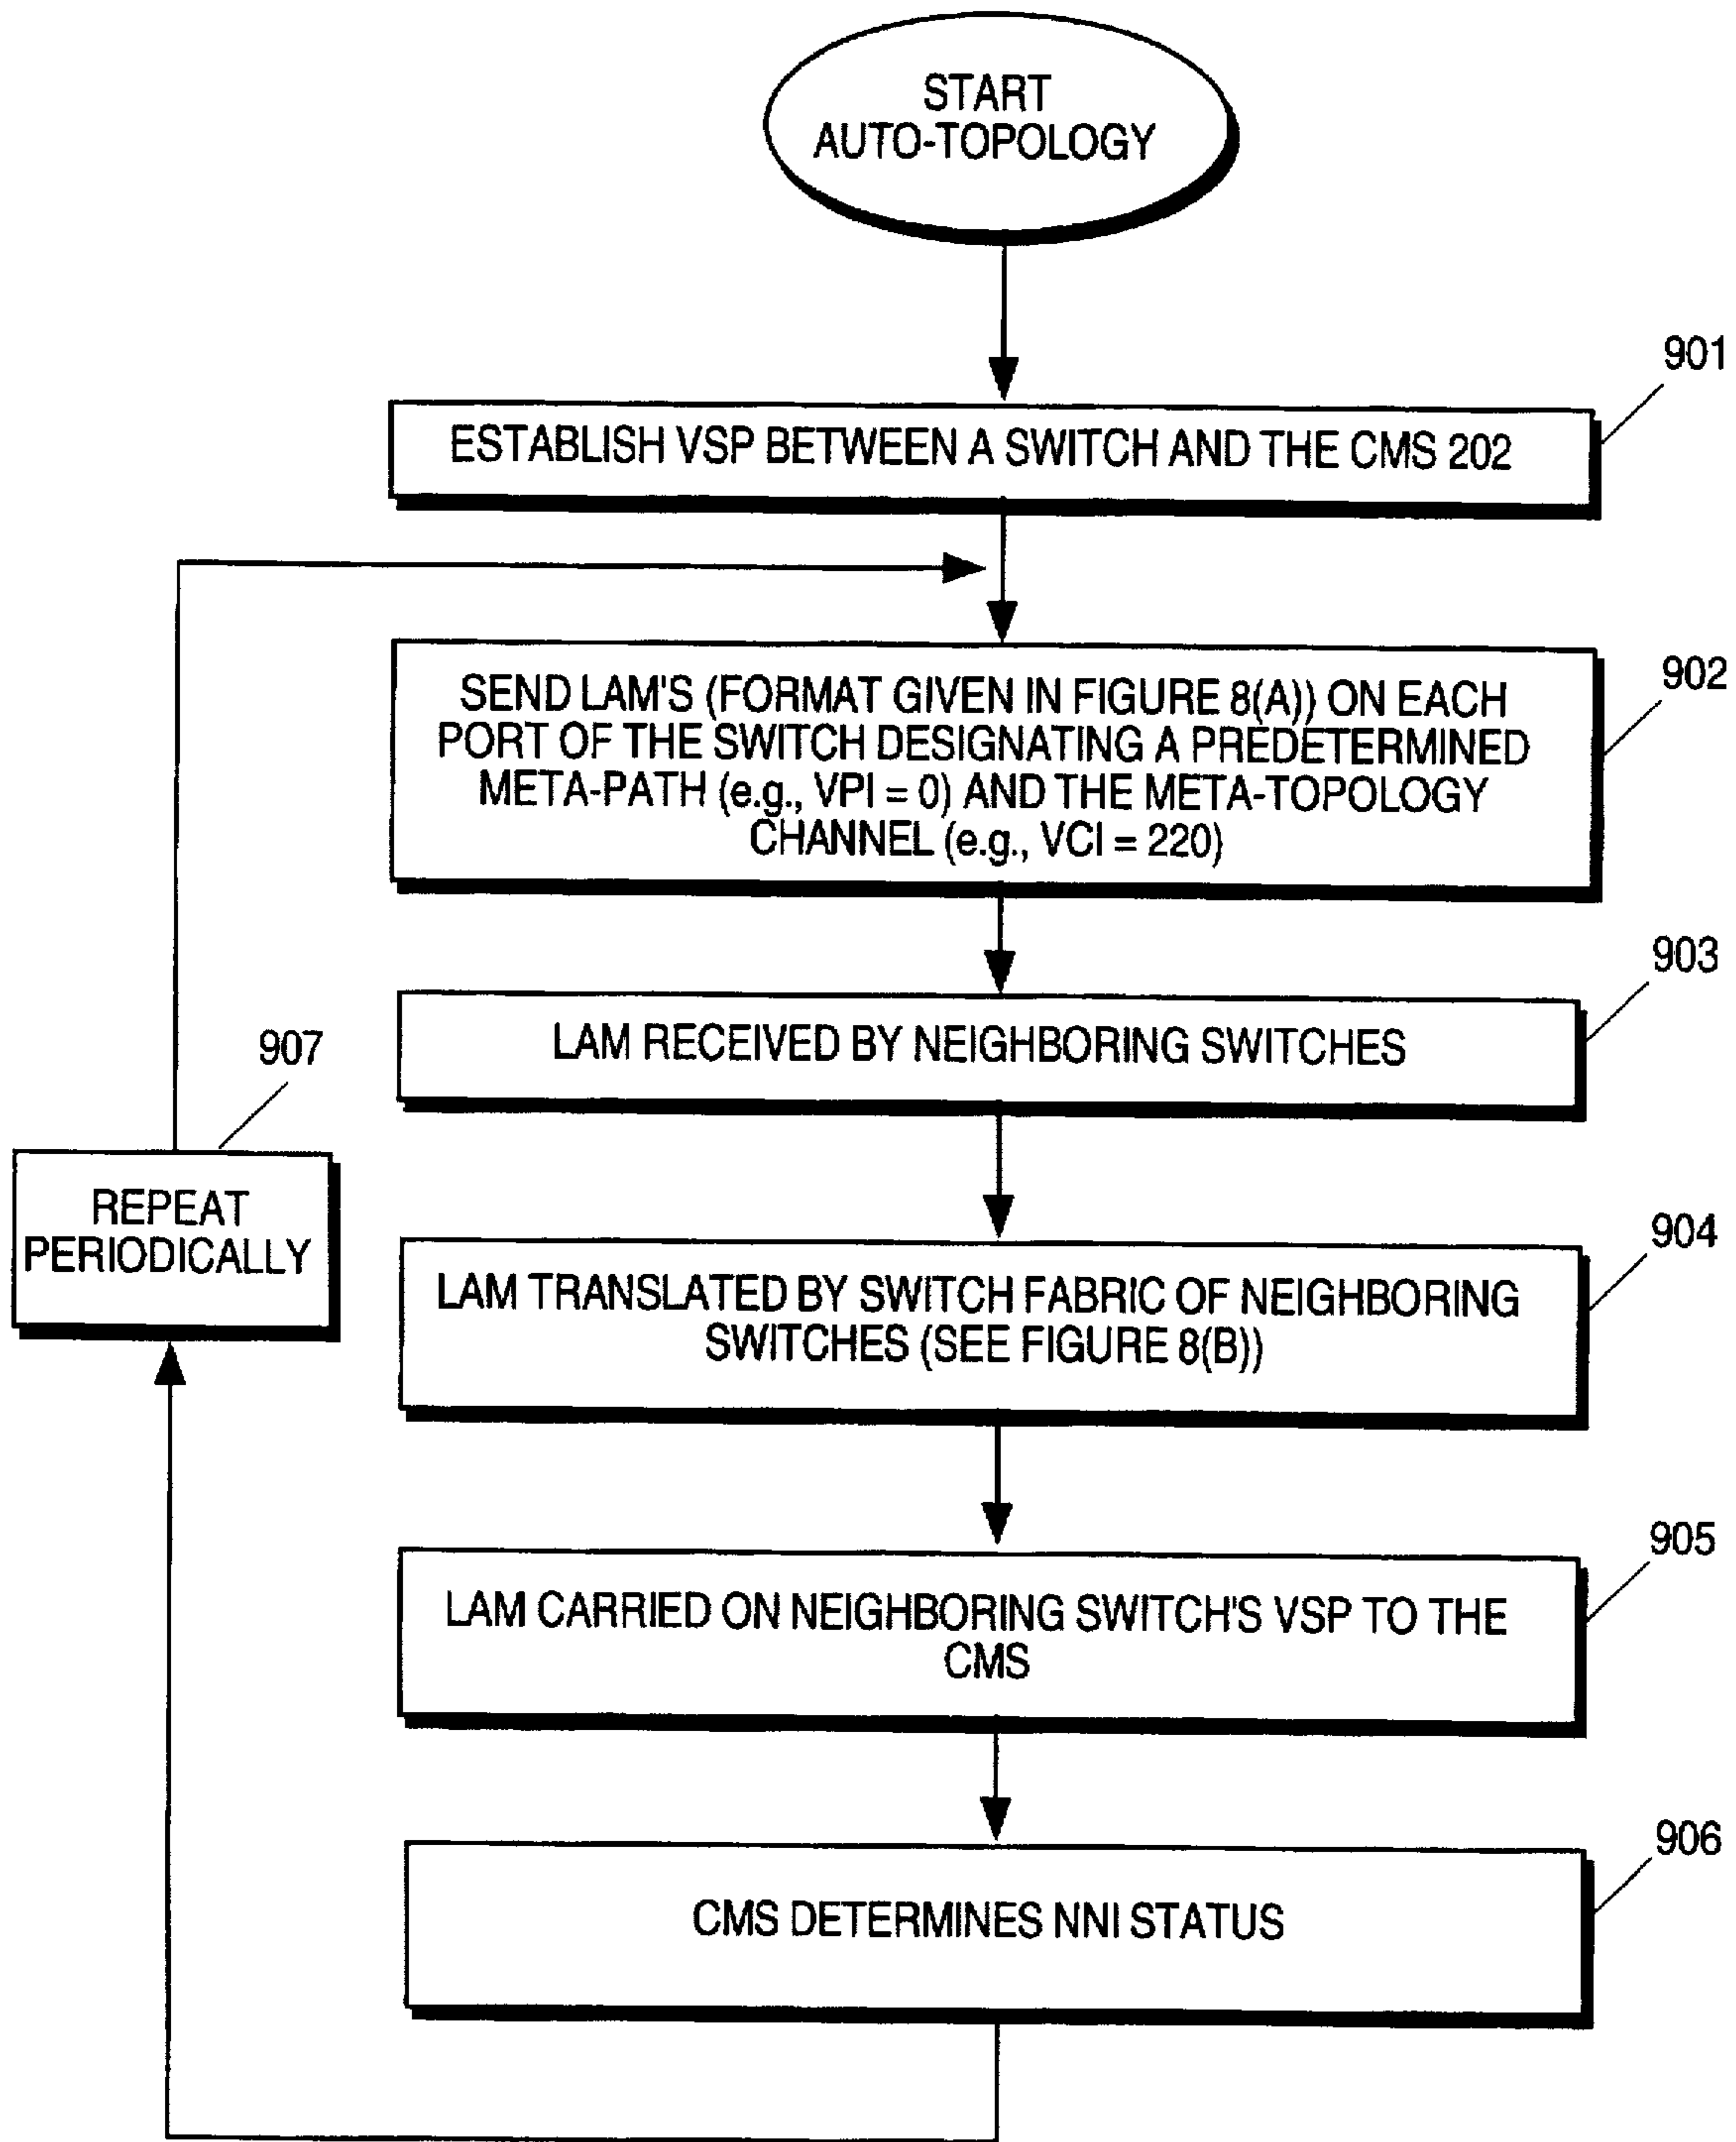 START
AUTO-TOPOLOGY
901
ESTABLISH VSP BETWEEN A SWITCH AND THE CMS 202
902
SEND LAM'S (FORMAT GIVEN IN FIGURE 8(A)) ON EACH
PORT OF THE SWITCH DESIGNATING A PREDETERMINED
META-PATH (e.g., VPI = 0) AND THE META-TOPOLOGY
CHANNEL (e.g., VCI = 220)
903
LAM RECEIVED BY NEIGHBORING SWITCHES
907
REPEAT
PERIODICALLY
904
LAM TRANSLATED BY SWITCH FABRIC OF NEIGHBORING
SWITCHES (SEE FIGURE 8(B))
905
LAM CARRIED ON NEIGHBORING SWITCH'S VSP TO THE
CMS
906
CMS DETERMINES NNI STATUS